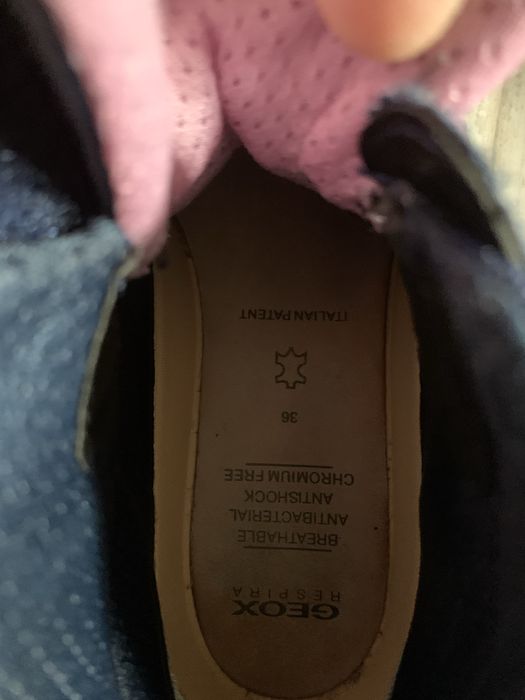 GEOX
RESPIRA
BREATHABLE
ANTIBACTERIAL
ANTISHOCK
CHROMIUM FREE
36
ITALIAN PATENT